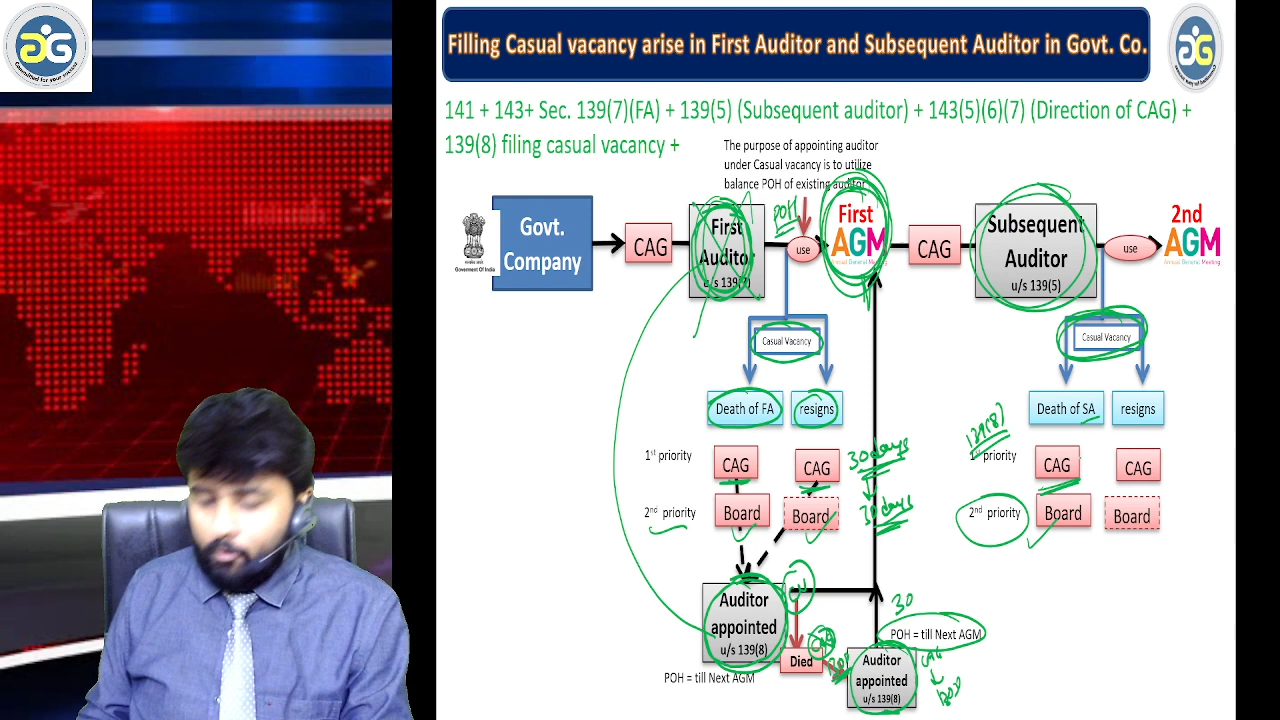 Filling Casual vacancy arise in First Auditor and Subsequent Auditor in Govt. Co.
141 + 143+ Sec. 139(7)(FA) + 139(5) (Subsequent auditor) + 143(5)(6)(7) (Direction of CAG) +
139(8) filing casual vacancy +
The purpose of appointing auditor
under Casual vacancy is to utilize
balance POH of existing auditor
POH
Government Of India
Govt.
Company
CAG
First
Auditor
u/s 139(7)
use
First
AGM
Annual General Meeting
CAG
Subsequent
Auditor
u/s 139(5)
use
2nd
AGM
Annual General Meeting
Casual Vacancy
Casual Vacancy
Death of FA
resigns
Death of SA
resigns
139(8)
1st priority
CAG
CAG
30 days
1st priority
CAG
CAG
2nd priority
Board
Board
30 days
2nd priority
Board
Board
Auditor
appointed
u/s 139(8)
CV
30
POH = till Next AGM
Died
CAG
Auditor
appointed
u/s 139(8)
CAG
BOD
POH = till Next AGM